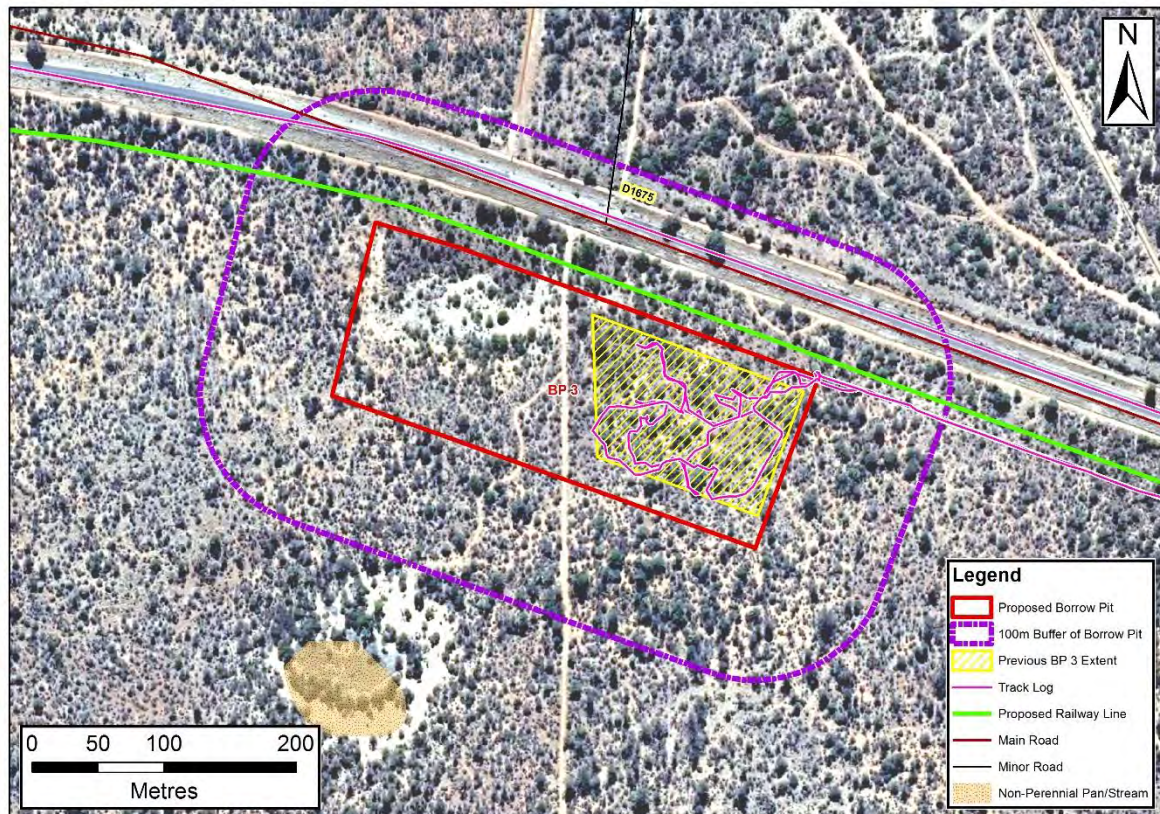 N
D1675
BP 3
Legend
Proposed Borrow Pit
100m Buffer of Borrow Pit
Previous BP 3 Extent
Track Log
Proposed Railway Line
Main Road
Minor Road
Non-Perennial Pan/Stream
0 50 100 200
Metres